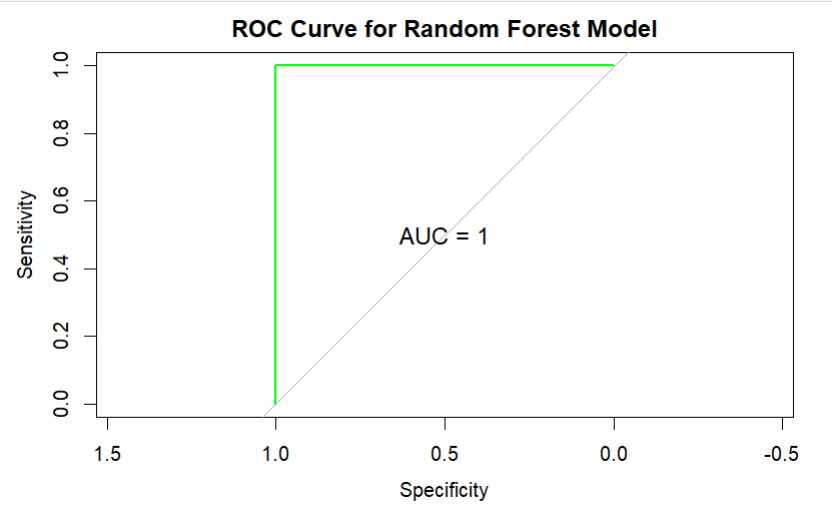 ROC Curve for Random Forest Model
Sensitivity
1.0
0.8
0.6
0.4
0.2
0.0
AUC = 1
1.5 1.0 0.5 0.0 -0.5
Specificity